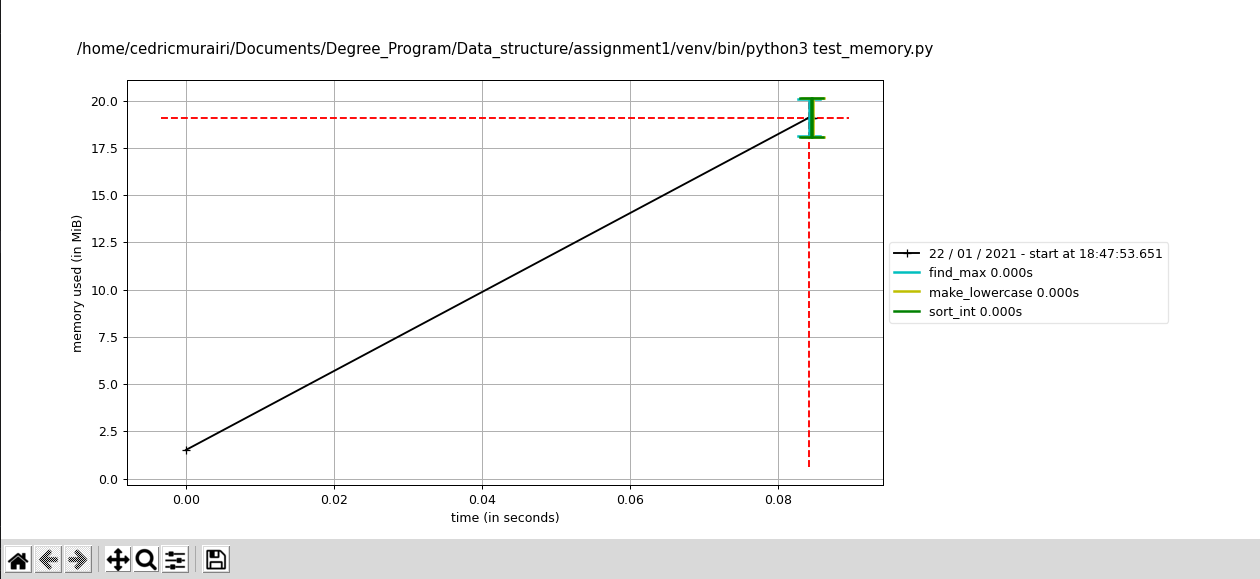 /home/cedricmurairi/Documents/Degree_Program/Data_structure/assignment1/venv/bin/python3 test_memory.py
20.0
17.5
15.0
12.5
10.0
7.5
5.0
2.5
0.0
memory used (in MiB)
0.00 0.02 0.04 0.06 0.08
time (in seconds)
22 / 01 / 2021 - start at 18:47:53.651
find_max 0.000s
make_lowercase 0.000s
sort_int 0.000s